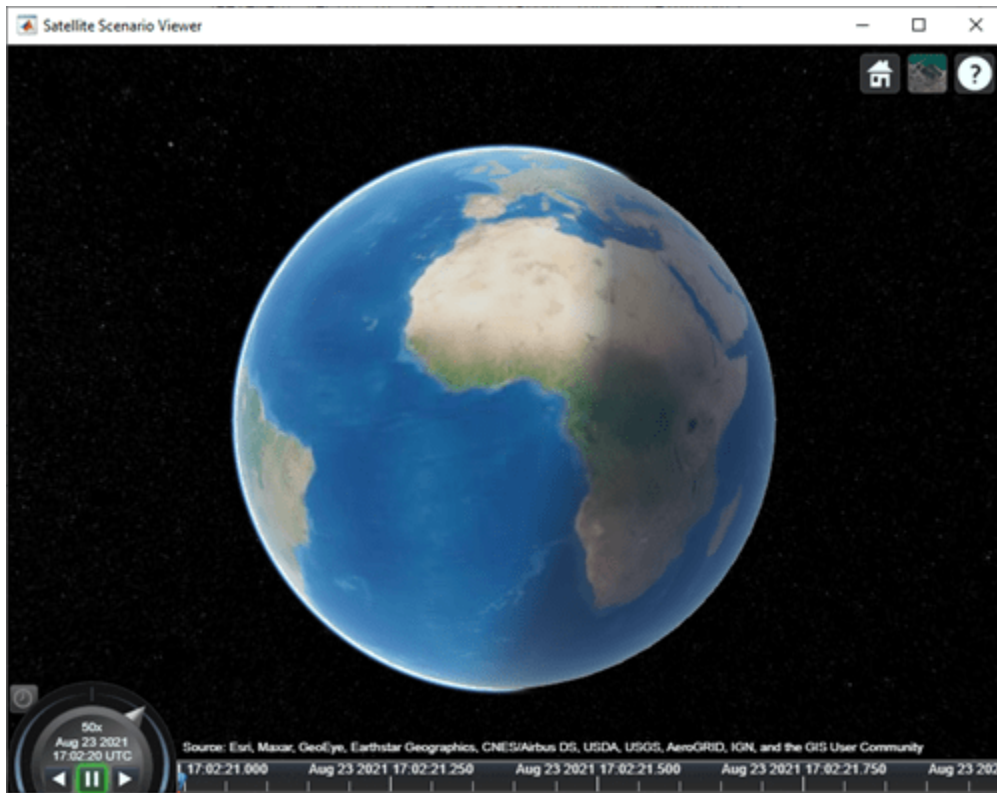 Satellite Scenario Viewer
?
50x
Aug 23 2021
17:02:20 UTC
Source: Esri, Maxar, GeoEye, Earthstar Geographics, CNES/Airbus DS, USDA, USGS, AeroGRID, IGN, and the GIS User Community
17:02:21.000 Aug 23 2021 17:02:21.250 Aug 23 2021 17:02:21.500 Aug 23 2021 17:02:21.750 Aug 23 202